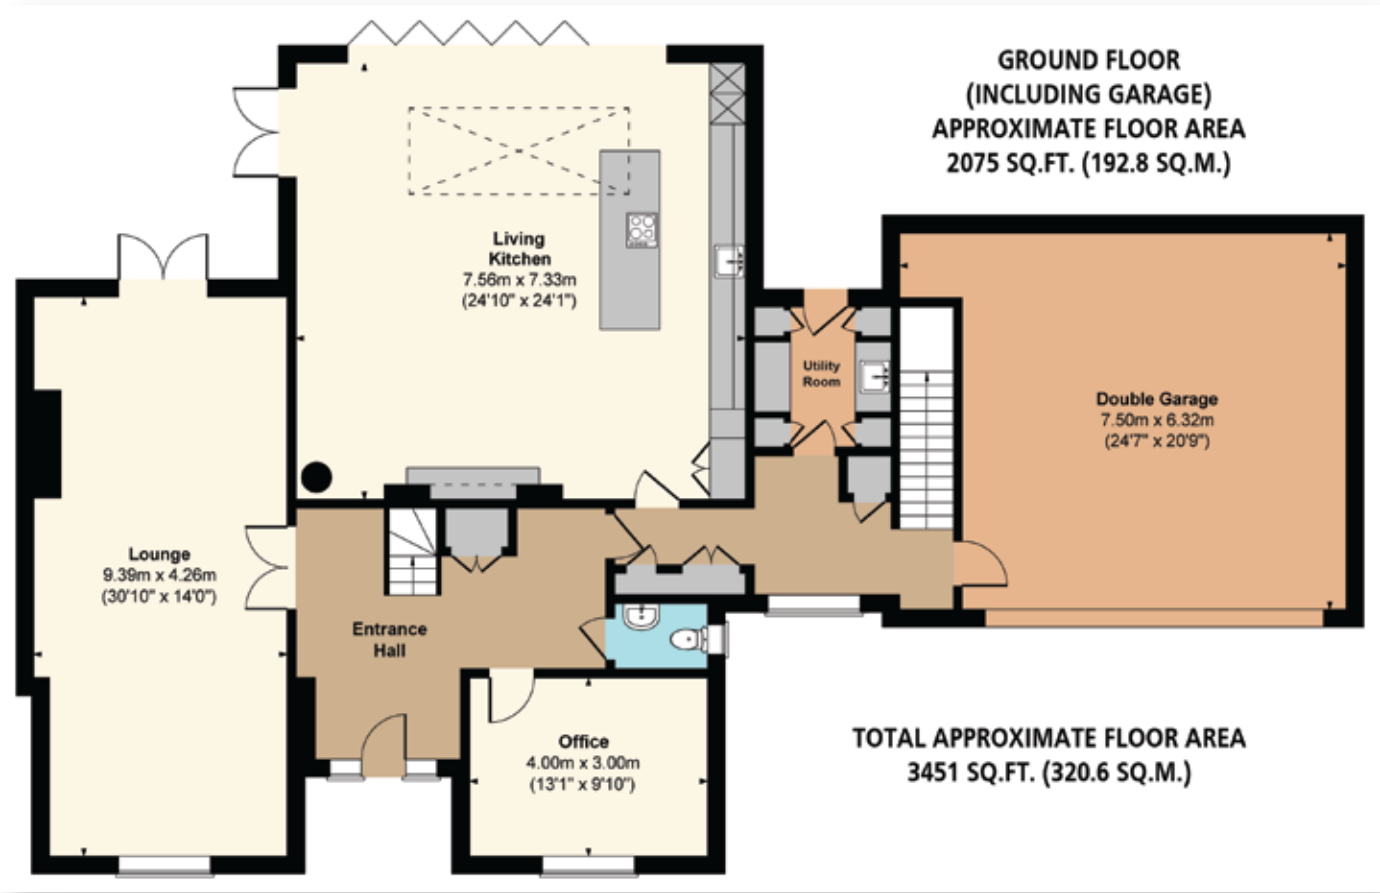 GROUND FLOOR
(INCLUDING GARAGE)
APPROXIMATE FLOOR AREA
2075 SQ.FT. (192.8 SQ.M.)
Living
Kitchen
7.56m x 7.33m
(24'10" x 24'1")
Utility
Room
Double Garage
7.50m x 6.32m
(24'7" x 20'9")
Lounge
9.39m x 4.26m
(30'10" x 14'0")
Entrance
Hall
Office
4.00m x 3.00m
(13'1" x 9'10")
TOTAL APPROXIMATE FLOOR AREA
3451 SQ.FT. (320.6 SQ.M.)